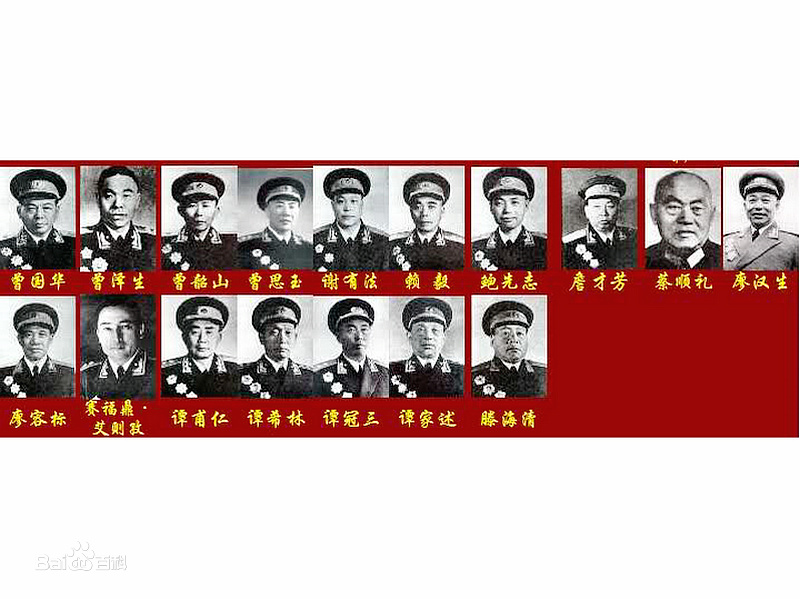 曾国华 曾泽生 曾韶山 曾思玉 谢有法 赖毅 鲍先志 詹才芳 蔡顺礼 廖汉生
廖容标 赛福鼎·艾则孜 谭甫仁 谭希林 谭冠三 谭家述 滕海清
Baidu百科